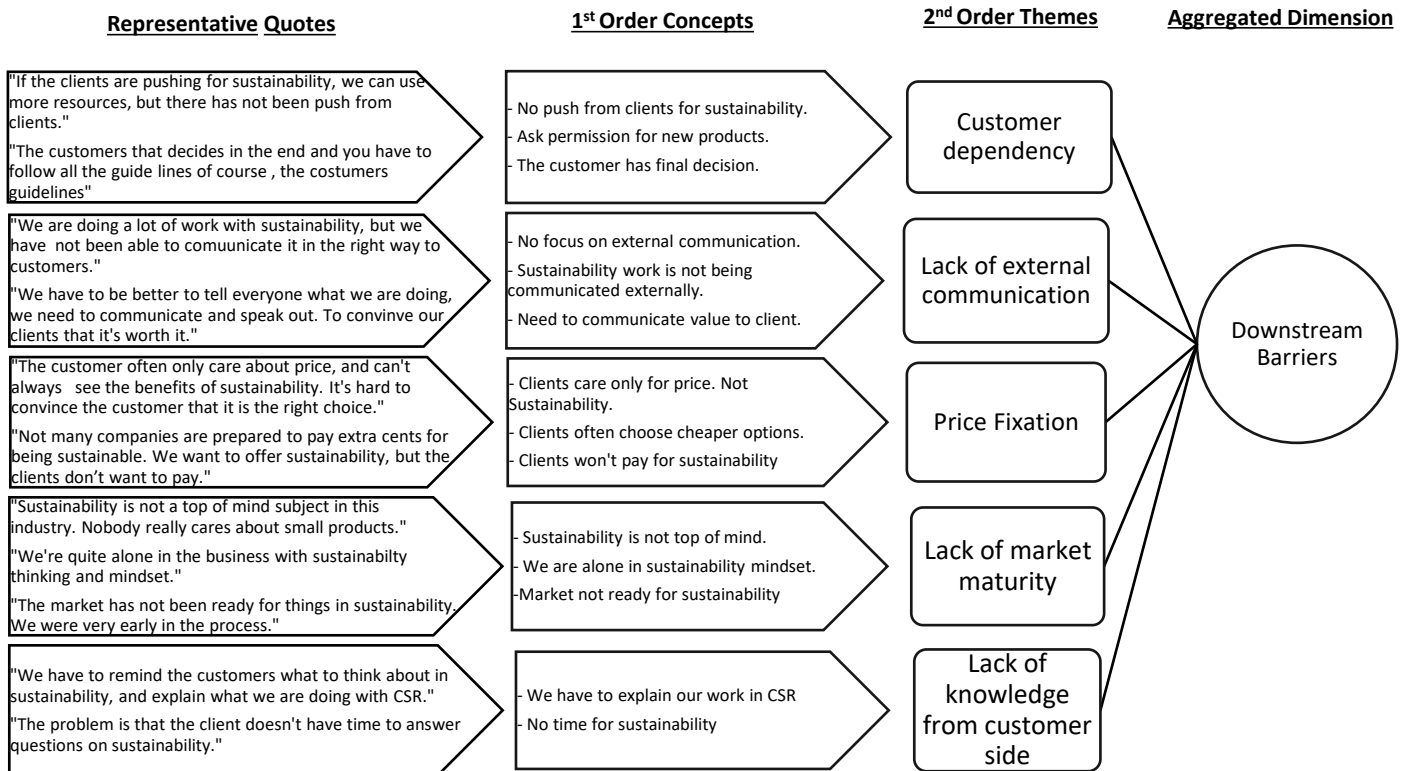 Representative Quotes
1st Order Concepts
2nd Order Themes
Aggregated Dimension
"If the clients are pushing for sustainability, we can use
more resources, but there has not been push from
clients."
"The customers that decides in the end and you have to
follow all the guide lines of course , the costumers
guidelines"
- No push from clients for sustainability.
- Ask permission for new products.
- The customer has final decision.
Customer
dependency
"We are doing a lot of work with sustainability, but we
have not been able to comuunicate it in the right way to
customers."
"We have to be better to tell everyone what we are doing,
we need to communicate and speak out. To convinve our
clients that it's worth it."
- No focus on external communication.
- Sustainability work is not being
communicated externally.
- Need to communicate value to client.
Lack of external
communication
"The customer often only care about price, and can't
always see the benefits of sustainability. It's hard to
convince the customer that it is the right choice."
"Not many companies are prepared to pay extra cents for
being sustainable. We want to offer sustainability, but the
clients don't want to pay."
- Clients care only for price. Not
Sustainability.
- Clients often choose cheaper options.
- Clients won't pay for sustainability
Price Fixation
"Sustainability is not a top of mind subject in this
industry. Nobody really cares about small products."
"We're quite alone in the business with sustainabilty
thinking and mindset."
"The market has not been ready for things in sustainability.
We were very early in the process."
- Sustainability is not top of mind.
- We are alone in sustainability mindset.
-Market not ready for sustainability
Lack of market
maturity
"We have to remind the customers what to think about in
sustainability, and explain what we are doing with CSR."
"The problem is that the client doesn't have time to answer
questions on sustainability."
- We have to explain our work in CSR
- No time for sustainability
Lack of
knowledge
from customer
side
Downstream
Barriers